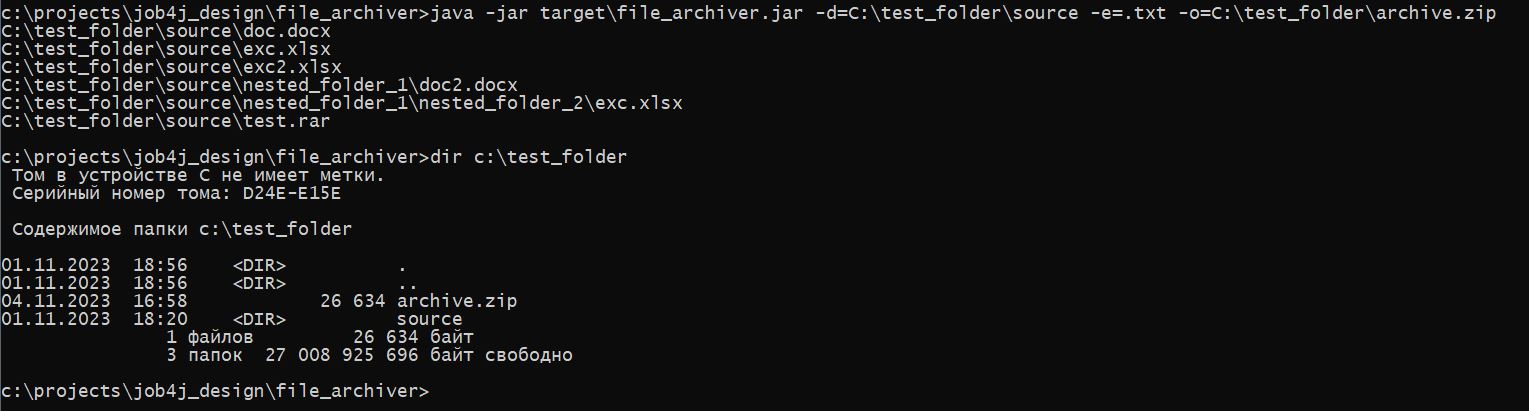 c:\projects\job4j_design\file_archiver>java -jar target\file_archiver.jar -d=C:\test_folder\source -e=.txt -o=C:\test_folder\archive.zip
C:\test_folder\source\doc.docx
C:\test_folder\source\exc.xlsx
C:\test_folder\source\exc2.xlsx
C:\test_folder\source\nested_folder_1\doc2.docx
C:\test_folder\source\nested_folder_1\nested_folder_2\exc.xlsx
C:\test_folder\source\test.rar
c:\projects\job4j_design\file_archiver>dir c:\test_folder
Том в устройстве C не имеет метки.
Серийный номер тома: D24E-E15E
Содержимое папки c:\test_folder
01.11.2023 18:56 <DIR> .
01.11.2023 18:56 <DIR> ..
04.11.2023 16:58 26 634 archive.zip
01.11.2023 18:20 <DIR> source
1 файлов 26 634 байт
3 папок 27 008 925 696 байт свободно
c:\projects\job4j_design\file_archiver>